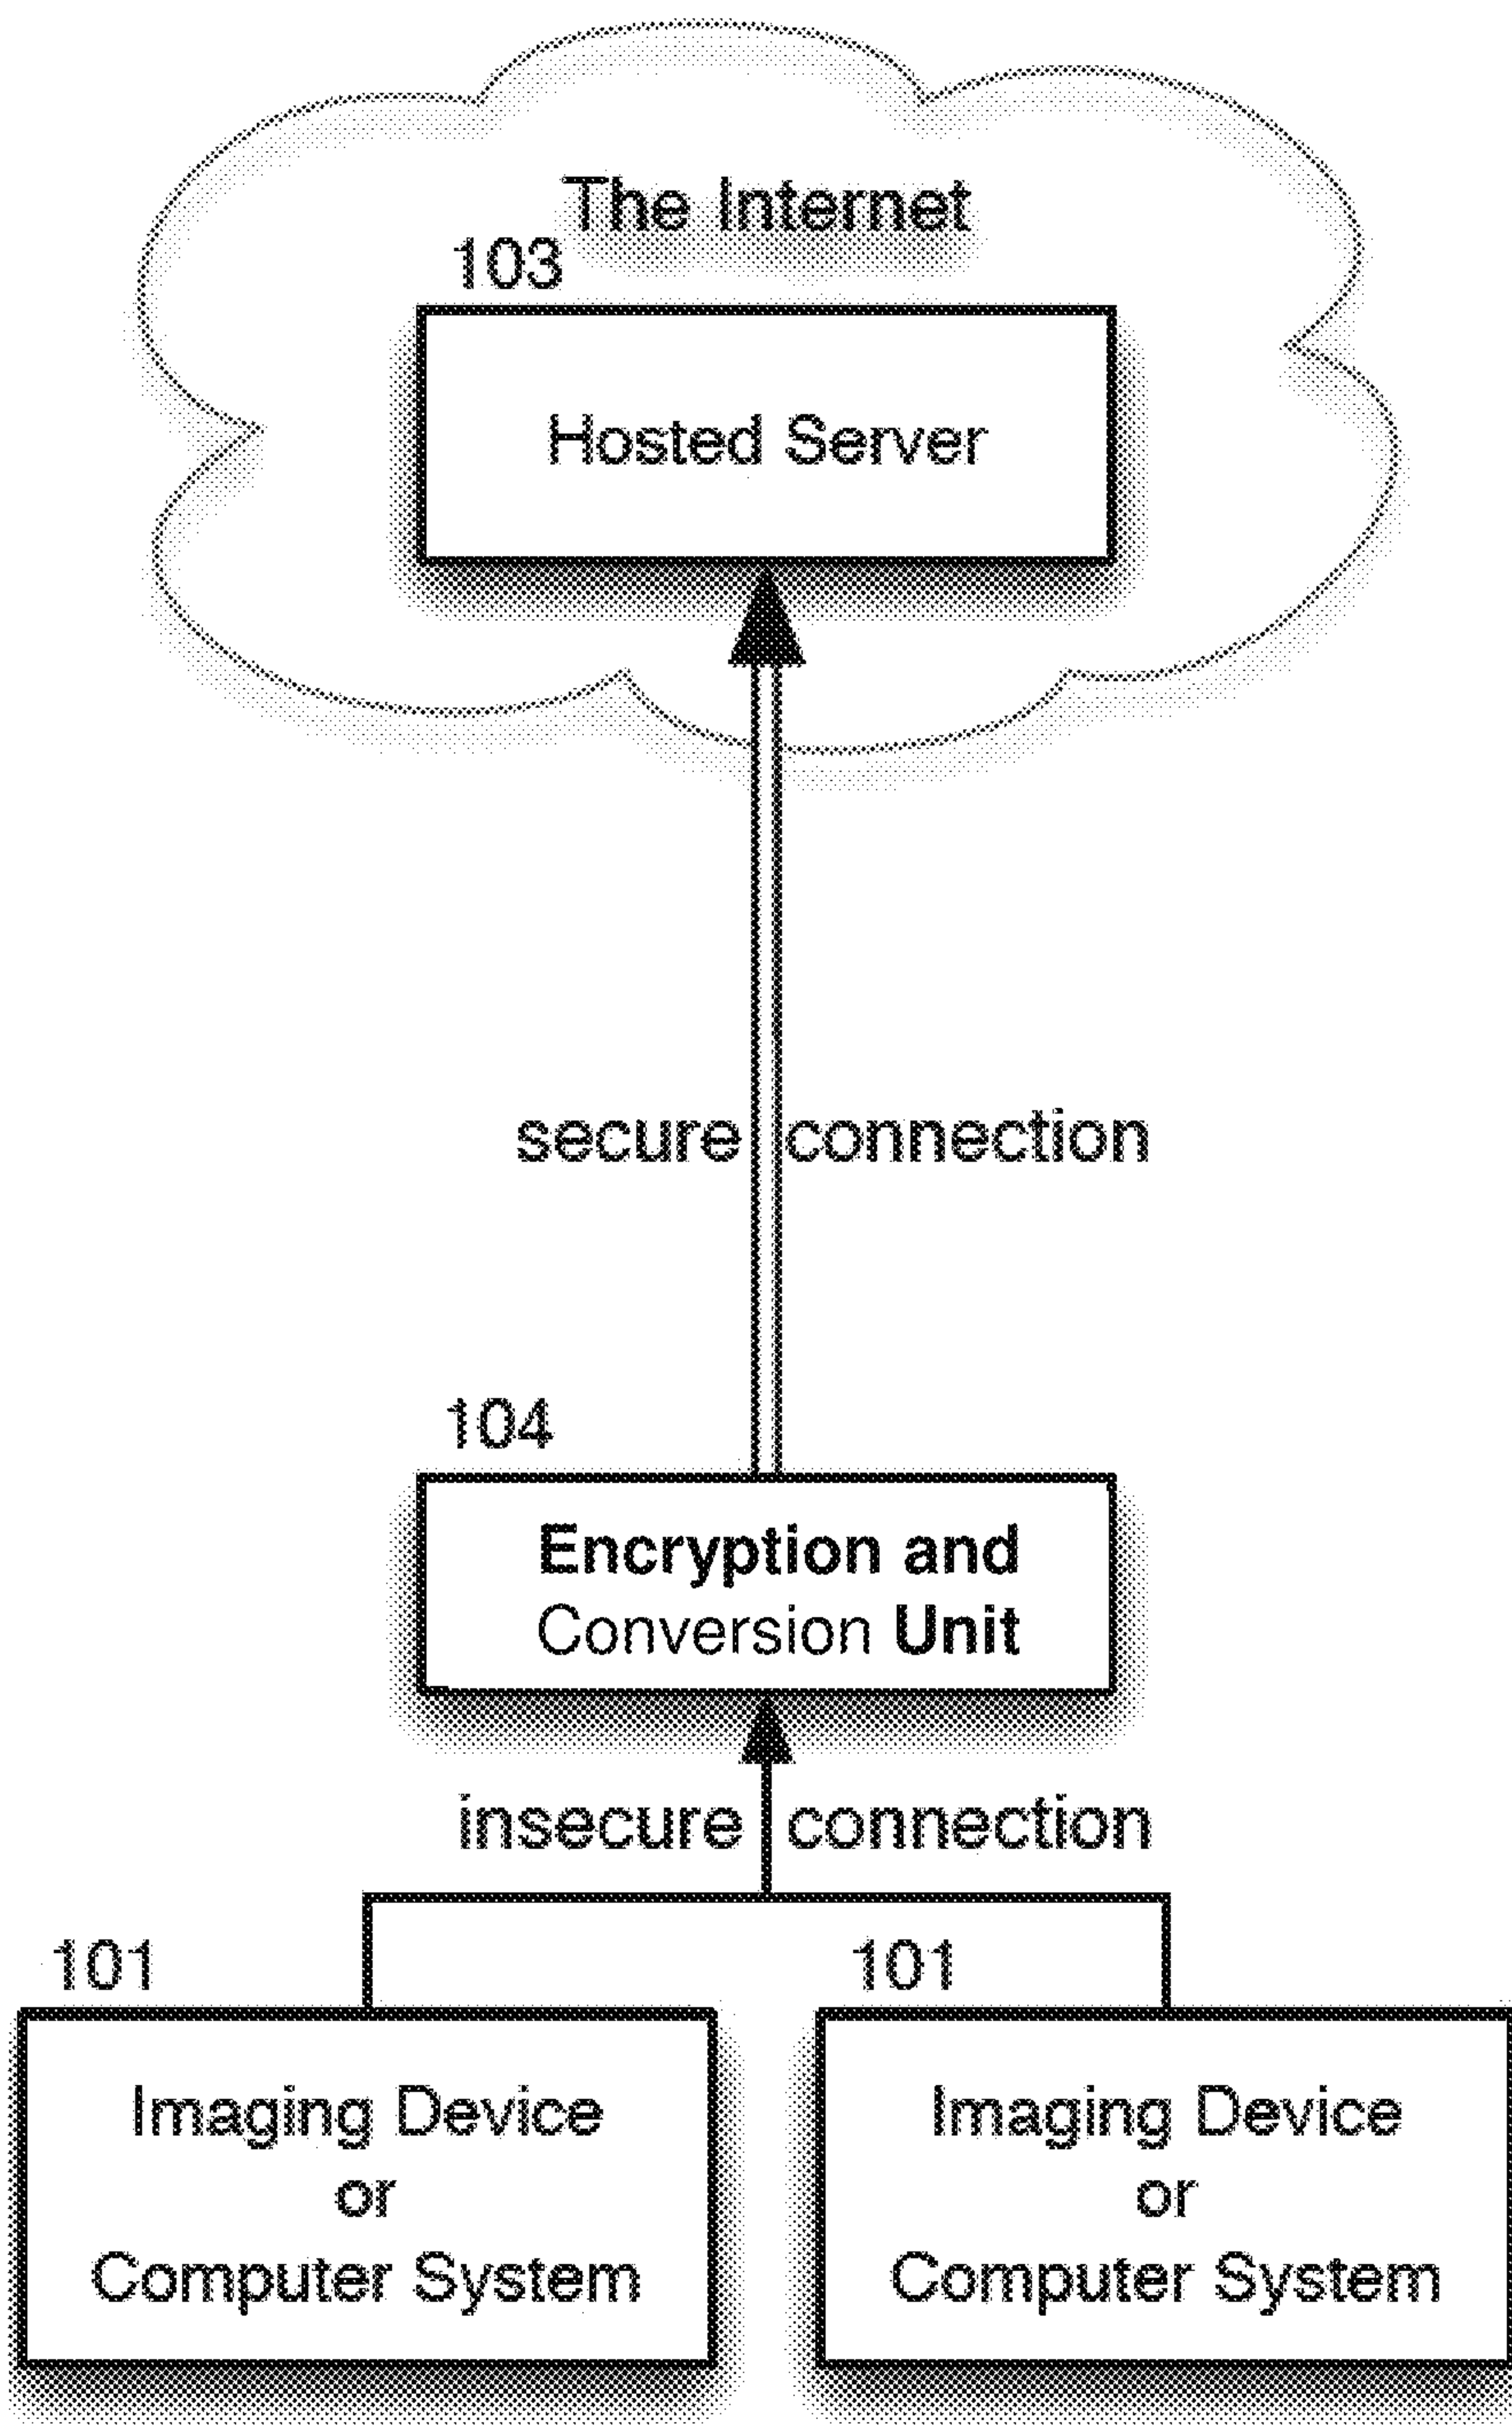 The Internet
103
Hosted Server
secure connection
104
Encryption and
Conversion Unit
insecure connection
101
Imaging Device
or
Computer System
101
Imaging Device
or
Computer System